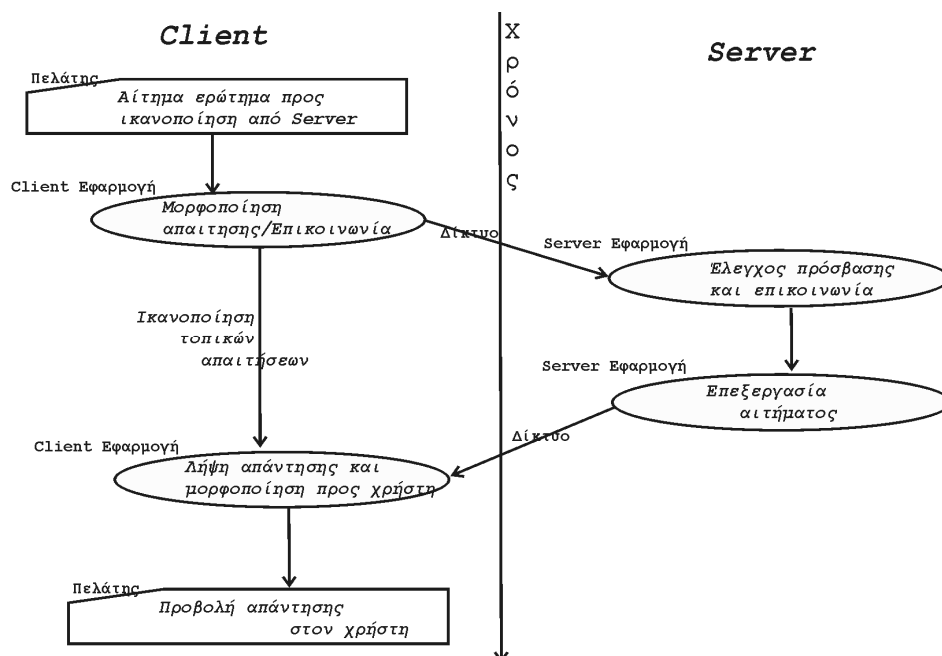 Client
Χρόνος
Server
Πελάτης
Αίτημα ερώτημα προς
ικανοποίηση από Server
Client Εφαρμογή
Μορφοποίηση
απαιτησης/Επικοινωνία
Δίκτυο
Server Εφαρμογή
Έλεγχος πρόσβασης
και επικοινωνία
Ικανοποίηση
τοπικών
απαιτήσεων
Server Εφαρμογή
Επεξεργασία
αιτήματος
Δίκτυο
Client Εφαρμογή
Λήψη απάντησης και
μορφοποίηση προς χρήστη
Πελάτης
Προβολή απάντησης
στον χρήστη